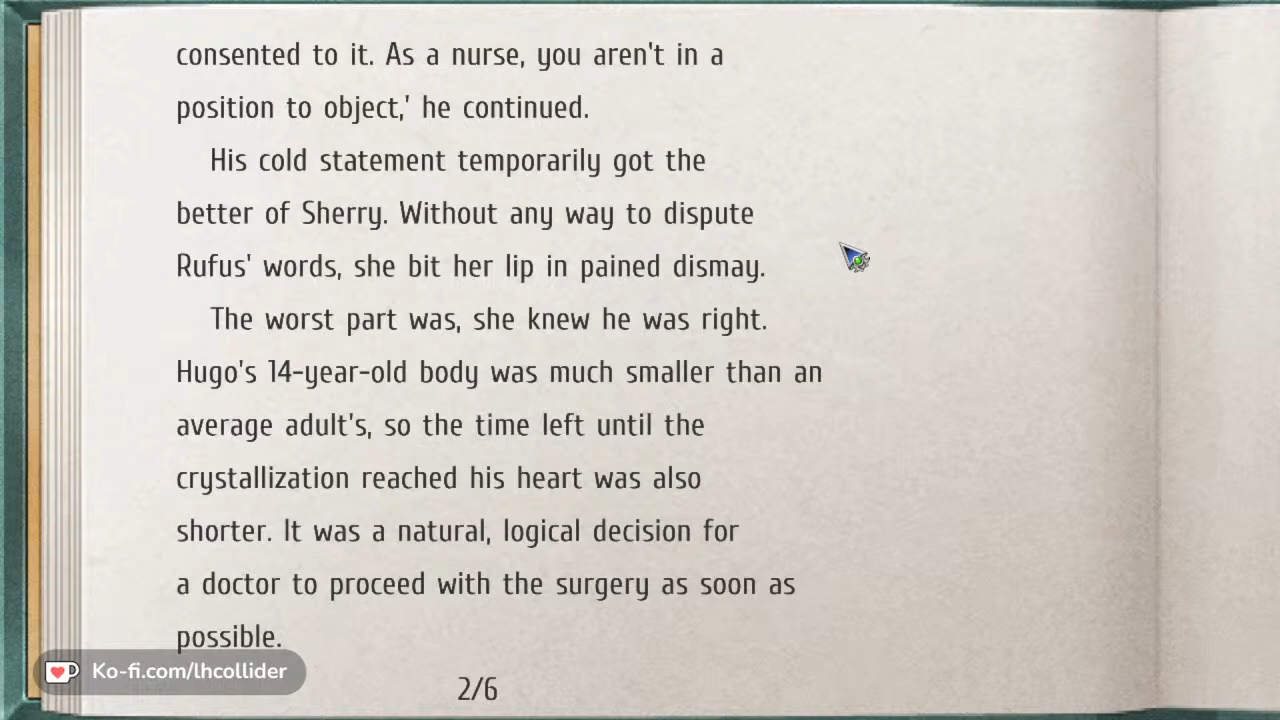 consented to it. As a nurse, you aren't in a
position to object,' he continued.
His cold statement temporarily got the
better of Sherry. Without any way to dispute
Rufus' words, she bit her lip in pained dismay.
The worst part was, she knew he was right.
Hugo's 14-year-old body was much smaller than an
average adult's, so the time left until the
crystallization reached his heart was also
shorter. It was a natural, logical decision for
a doctor to proceed with the surgery as soon as
possible.
Ko-fi.com/lhcollider
2/6